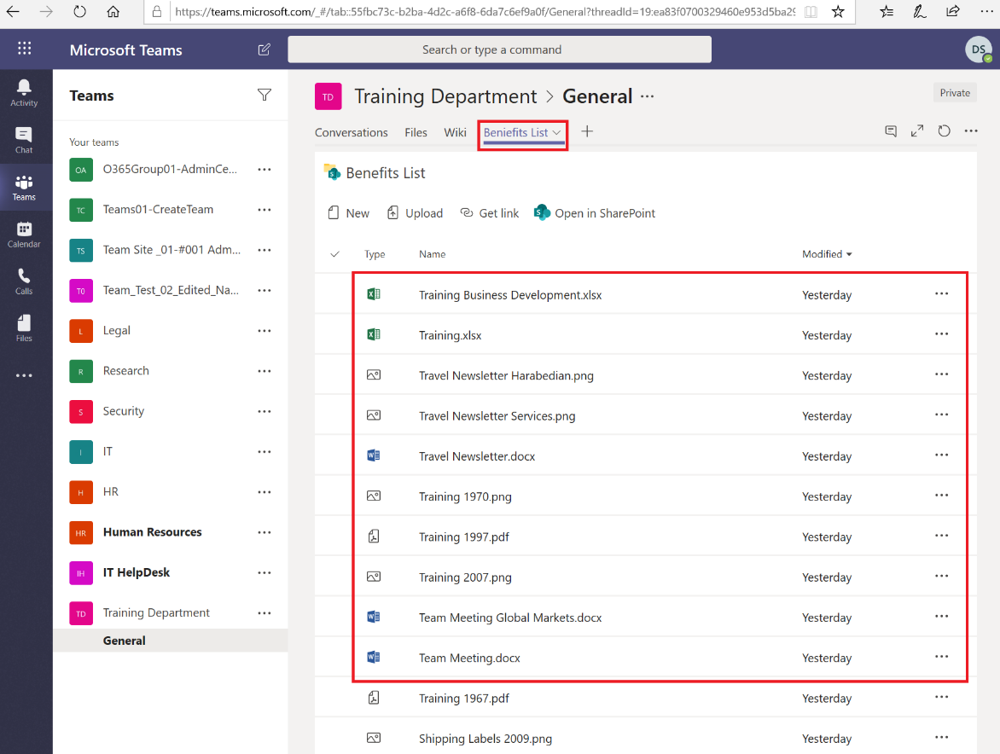 https://teams.microsoft.com/_#/tab::55fbc73c-b2ba-4d2c-a6f8-6da7c6ef9a0f/General?threadId=19:ea83f0700329460e953d5ba29
Microsoft Teams
Search or type a command
DS
Activity
Chat
Teams
Calendar
Calls
Files
Teams
Your teams
OA O365Group01-AdminCe...
TC Teams01-CreateTeam
TS Team Site _01-#001 Adm...
T0 Team_Test_02_Edited_Na...
L Legal
R Research
S Security
I IT
H HR
HR Human Resources
IH IT HelpDesk
TD Training Department
General
TD Training Department > General ...
Private
Conversations Files Wiki Beniefits List
Benefits List
New Upload Get link Open in SharePoint
Type Name Modified
Training Business Development.xlsx Yesterday
Training.xlsx Yesterday
Travel Newsletter Harabedian.png Yesterday
Travel Newsletter Services.png Yesterday
Travel Newsletter.docx Yesterday
Training 1970.png Yesterday
Training 1997.pdf Yesterday
Training 2007.png Yesterday
Team Meeting Global Markets.docx Yesterday
Team Meeting.docx Yesterday
Training 1967.pdf Yesterday
Shipping Labels 2009.png Yesterday